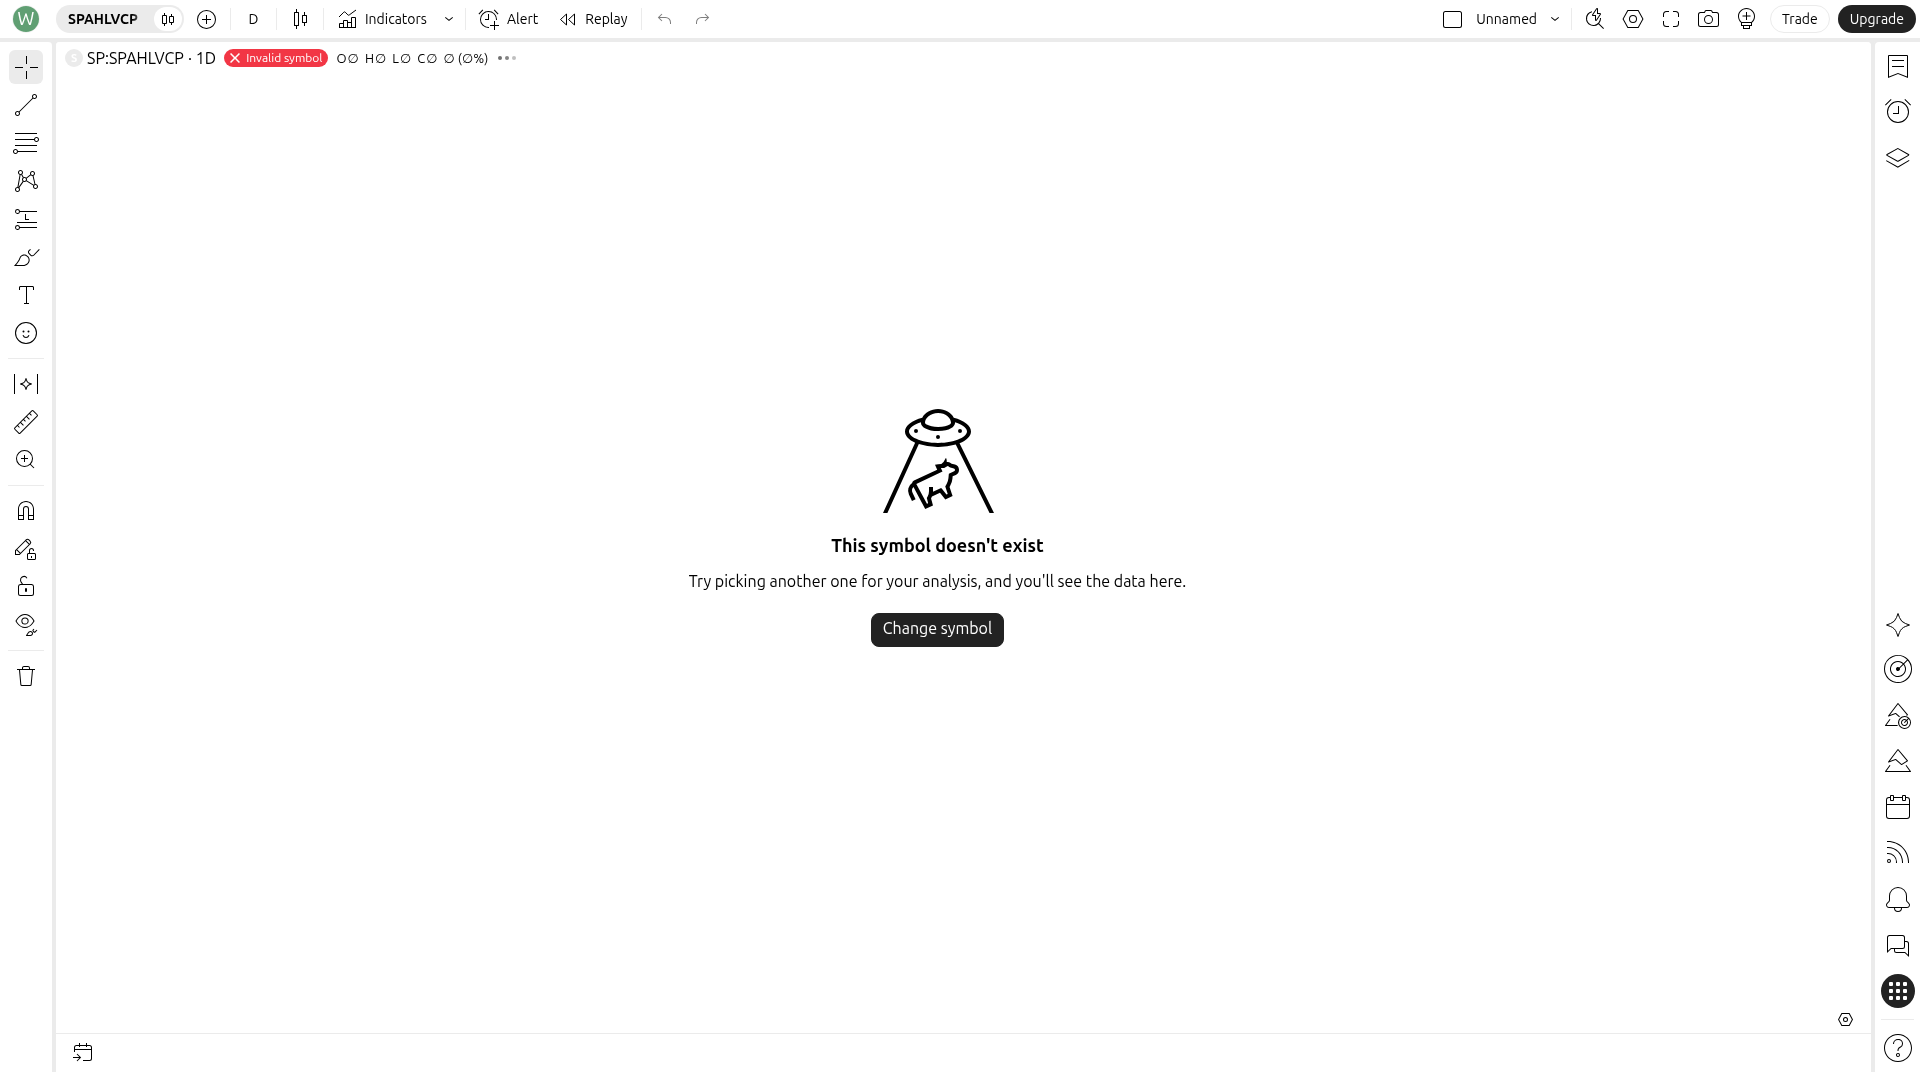 W SPAHLVCP D Indicators Alert Replay Unnamed Trade Upgrade
S SP:SPAHLVCP · 1D Invalid symbol O∅ H∅ L∅ C∅ ∅ (∅%)
This symbol doesn't exist
Try picking another one for your analysis, and you'll see the data here.
Change symbol